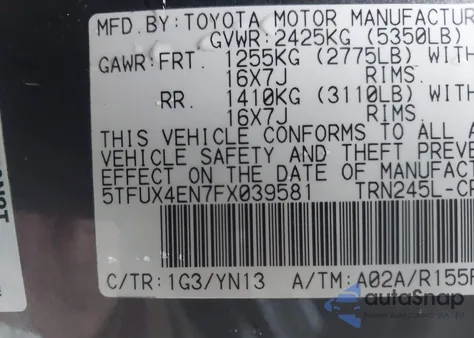 MFD. BY: TOYOTA MOTOR MANUFACTUR
GVWR: 2425KG (5350LB)
GAWR: FRT. 1255KG (2775LB) WITH
16X7J RIMS.
RR. 1410KG (3110LB) WITH
16X7J RIMS.
THIS VEHICLE CONFORMS TO ALL A
VEHICLE SAFETY AND THEFT PREVE
EFFECT ON THE DATE OF MANUFACT
5TFUX4EN7FX039581 TRN245L-CR
C/TR: 1G3/YN13 A/TM: A02A/R155F
autoSnap